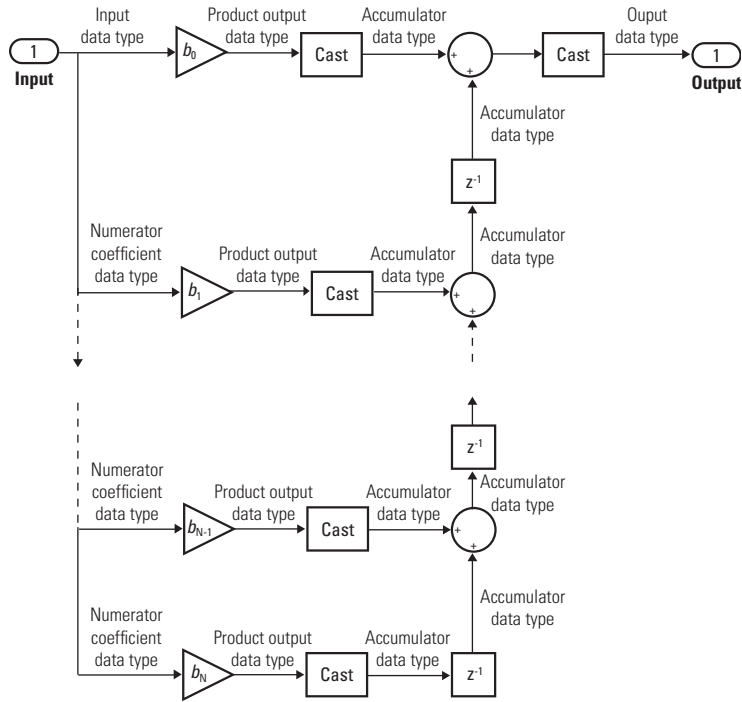 Input data type
Product output data type
Accumulator data type
Ouput data type
1
b0
Cast
+
+
Cast
1
Input
Output
Accumulator data type
z-1
Numerator coefficient data type
Product output data type
Accumulator data type
Accumulator data type
b1
Cast
+
+
z-1
Numerator coefficient data type
Product output data type
Accumulator data type
Accumulator data type
bN-1
Cast
+
+
Accumulator data type
Numerator coefficient data type
Product output data type
Accumulator data type
bN
Cast
z-1